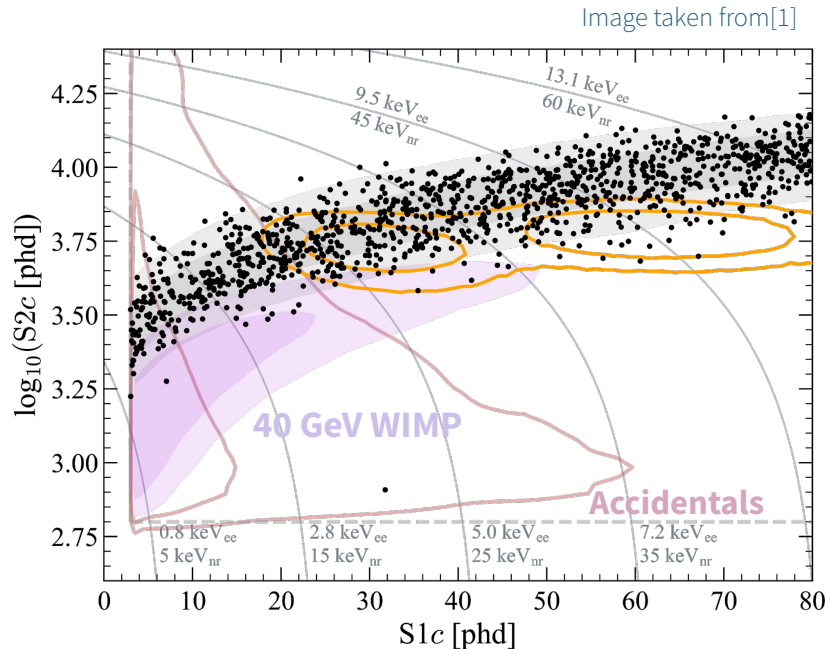 Image taken from[1]
13.1 keVee
60 keVnr
9.5 keVee
45 keVnr
4.25
4.00
3.75
3.50
3.25
3.00
2.75
log10(S2c) [phd]
40 GeV WIMP
Accidentals
0.8 keVee
5 keVnr
2.8 keVee
15 keVnr
5.0 keVee
25 keVnr
7.2 keVee
35 keVnr
0 10 20 30 40 50 60 70 80
S1c [phd]